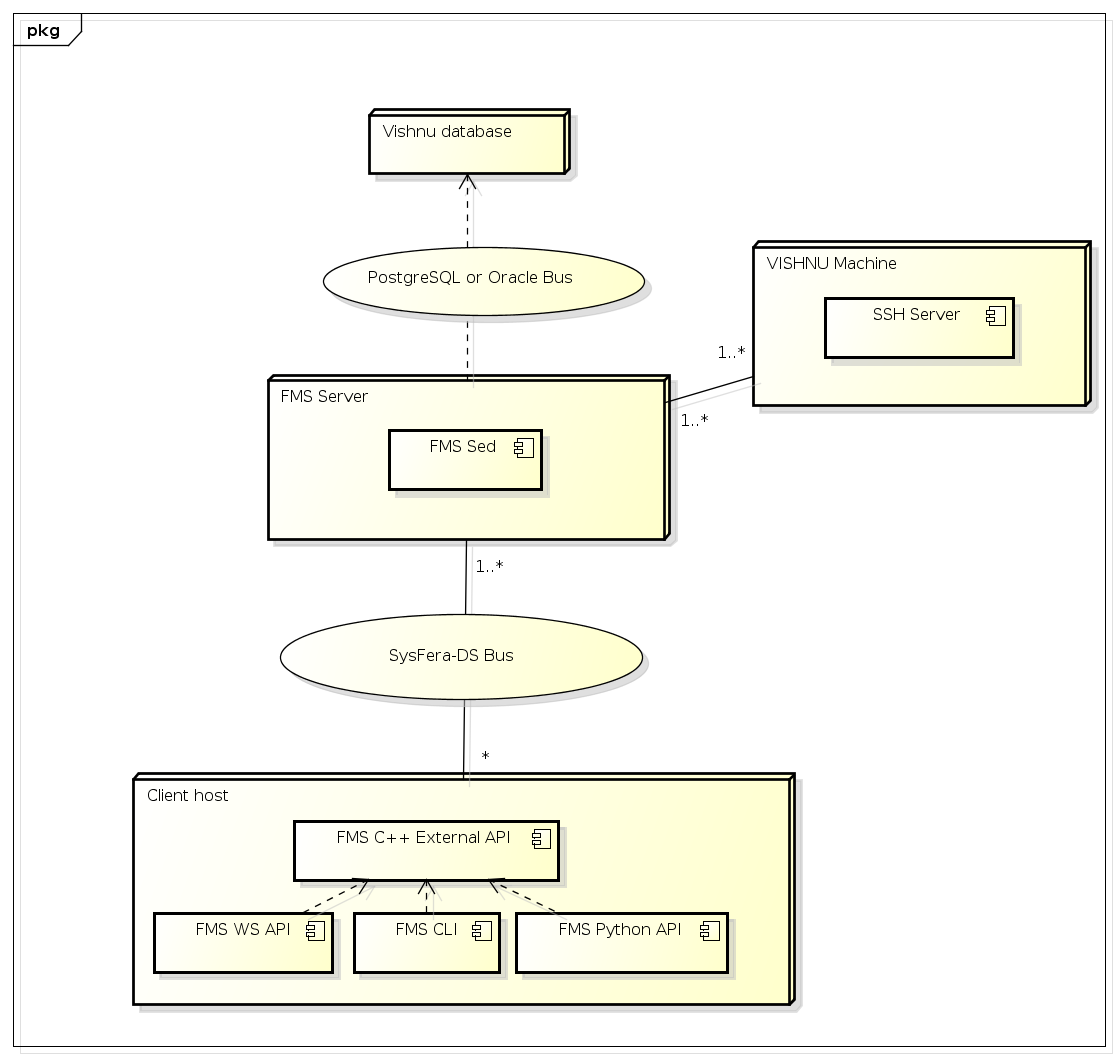 pkg
Vishnu database
PostgreSQL or Oracle Bus
VISHNU Machine
SSH Server
1..*
1..*
FMS Server
FMS Sed
1..*
SysFera-DS Bus
*
Client host
FMS C++ External API
FMS WS API
FMS CLI
FMS Python API